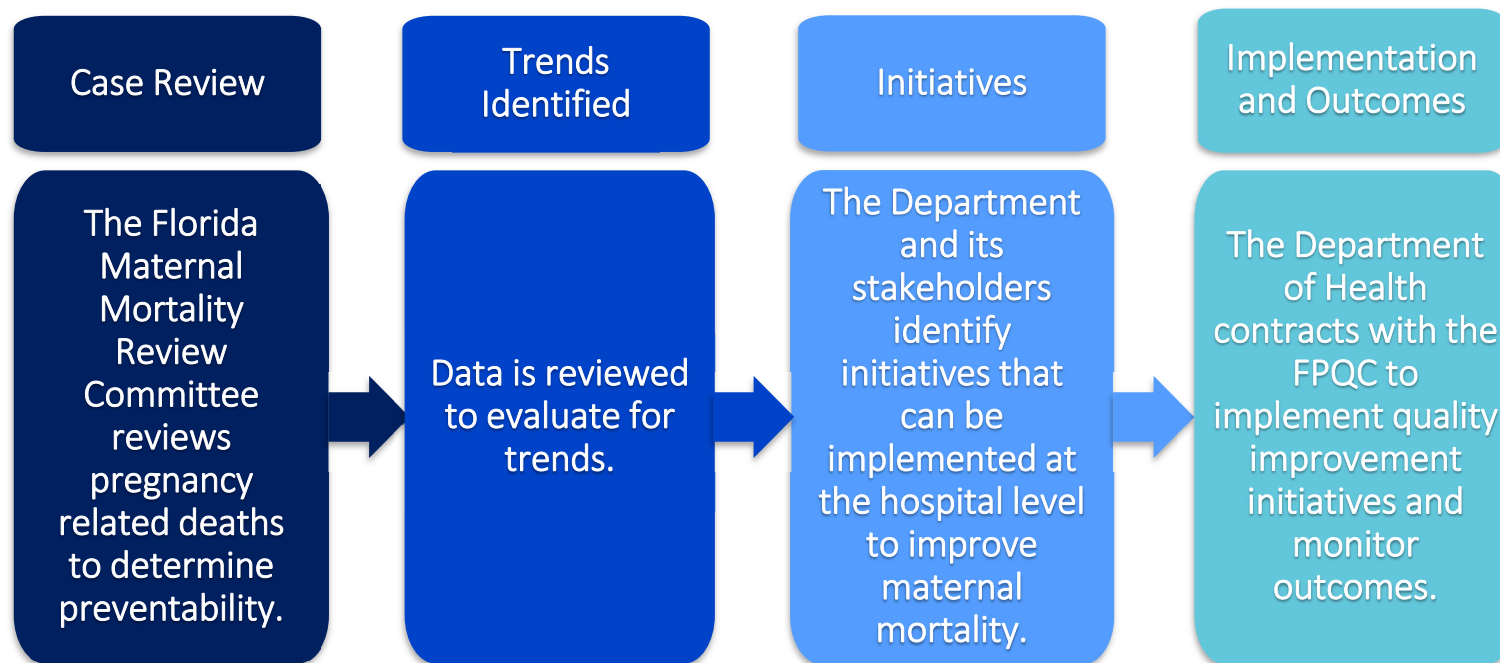 Case Review
Trends
Identified
Initiatives
Implementation
and Outcomes
The Florida
Maternal
Mortality
Review
Committee
reviews
pregnancy
related deaths
to determine
preventability.
Data is reviewed
to evaluate for
trends.
The Department
and its
stakeholders
identify
initiatives that
can be
implemented at
the hospital level
to improve
maternal
mortality.
The Department
of Health
contracts with the
FPQC to
implement quality
improvement
initiatives and
monitor
outcomes.